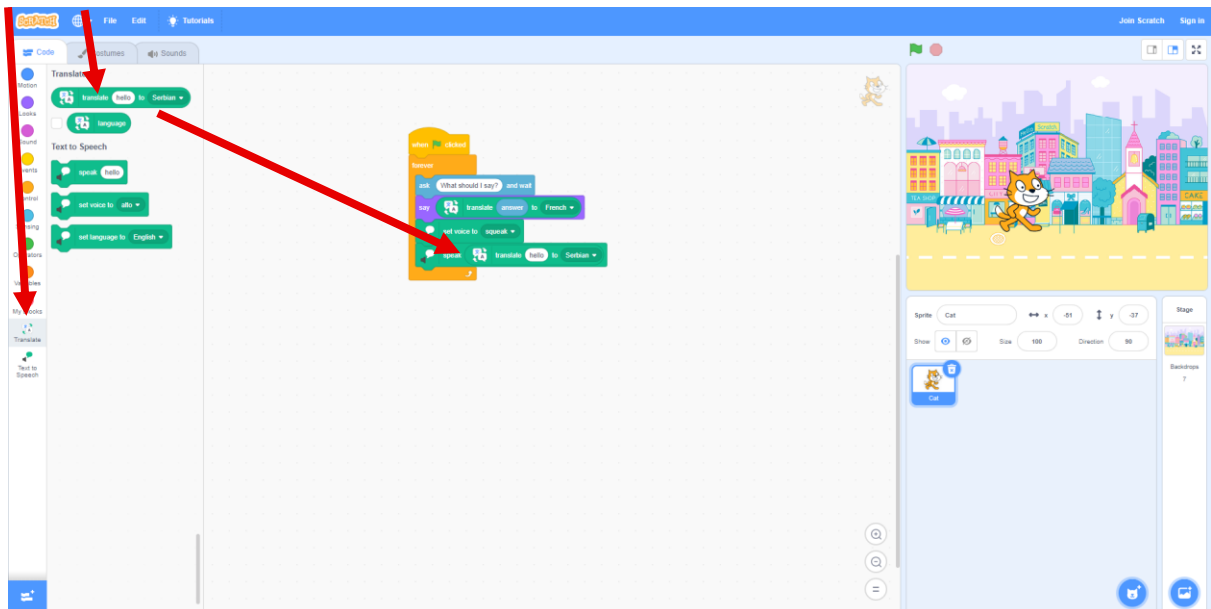 SCRATCH File Edit Tutorials Join Scratch Sign in
Code Costumes Sounds
Motion
Looks
Sound
Events
Control
Sensing
Operators
Variables
My Blocks
Translate
Text to
Speech
Translate
translate hello to Serbian
language
Text to Speech
speak hello
set voice to alto
set language to English
when clicked
forever
ask What should I say? and wait
say translate answer to French
set voice to squeak
speak translate hello to Serbian
Scratch
TEA SHOP
CAKE
Sprite Cat x -51 y -37
Show Size 100 Direction 90
Cat
Stage
Backdrops
7